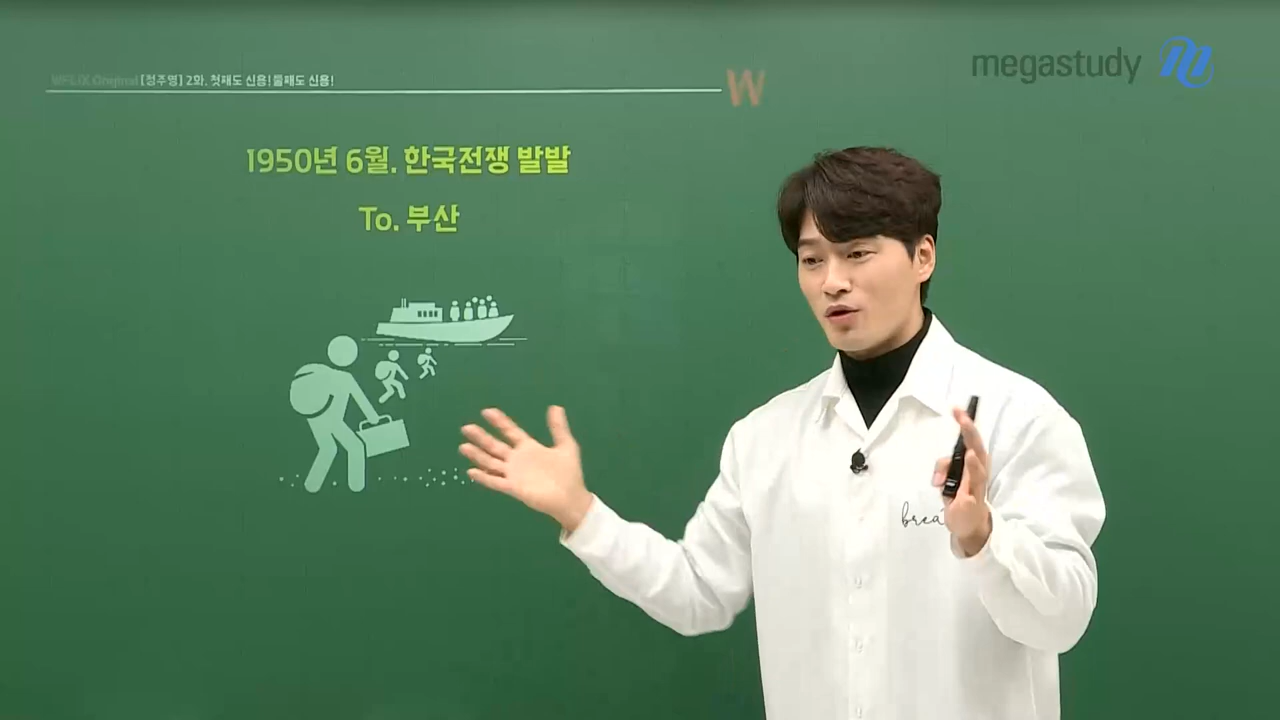 [정주영] 2화. 첫째도 신용! 둘째도 신용!
W
megastudy
1950년 6월. 한국전쟁 발발
To. 부산